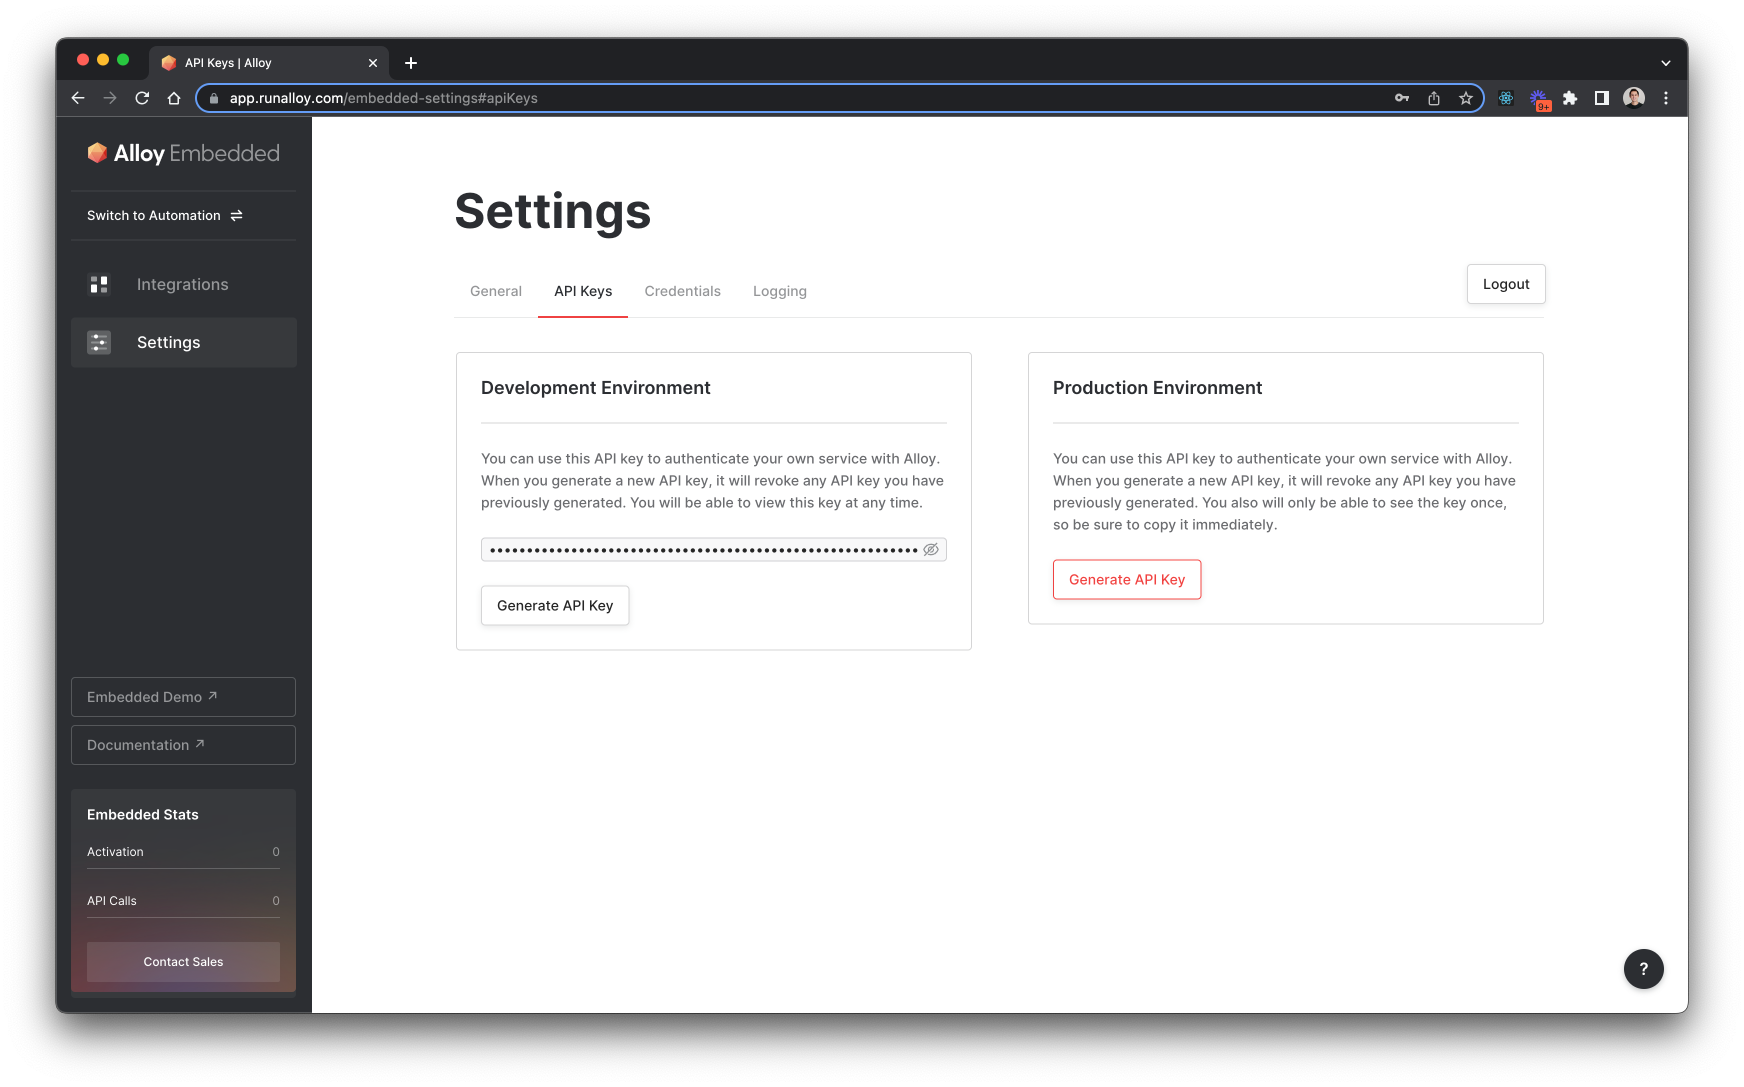 API Keys | Alloy
app.runalloy.com/embedded-settings#apiKeys
9+
Alloy Embedded
Switch to Automation
Integrations
Settings
Embedded Demo
Documentation
Embedded Stats
Activation 0
API Calls 0
Contact Sales
Settings
General API Keys Credentials Logging
Logout
Development Environment
You can use this API key to authenticate your own service with Alloy.
When you generate a new API key, it will revoke any API key you have
previously generated. You will be able to view this key at any time.
Generate API Key
Production Environment
You can use this API key to authenticate your own service with Alloy.
When you generate a new API key, it will revoke any API key you have
previously generated. You also will only be able to see the key once,
so be sure to copy it immediately.
Generate API Key
?